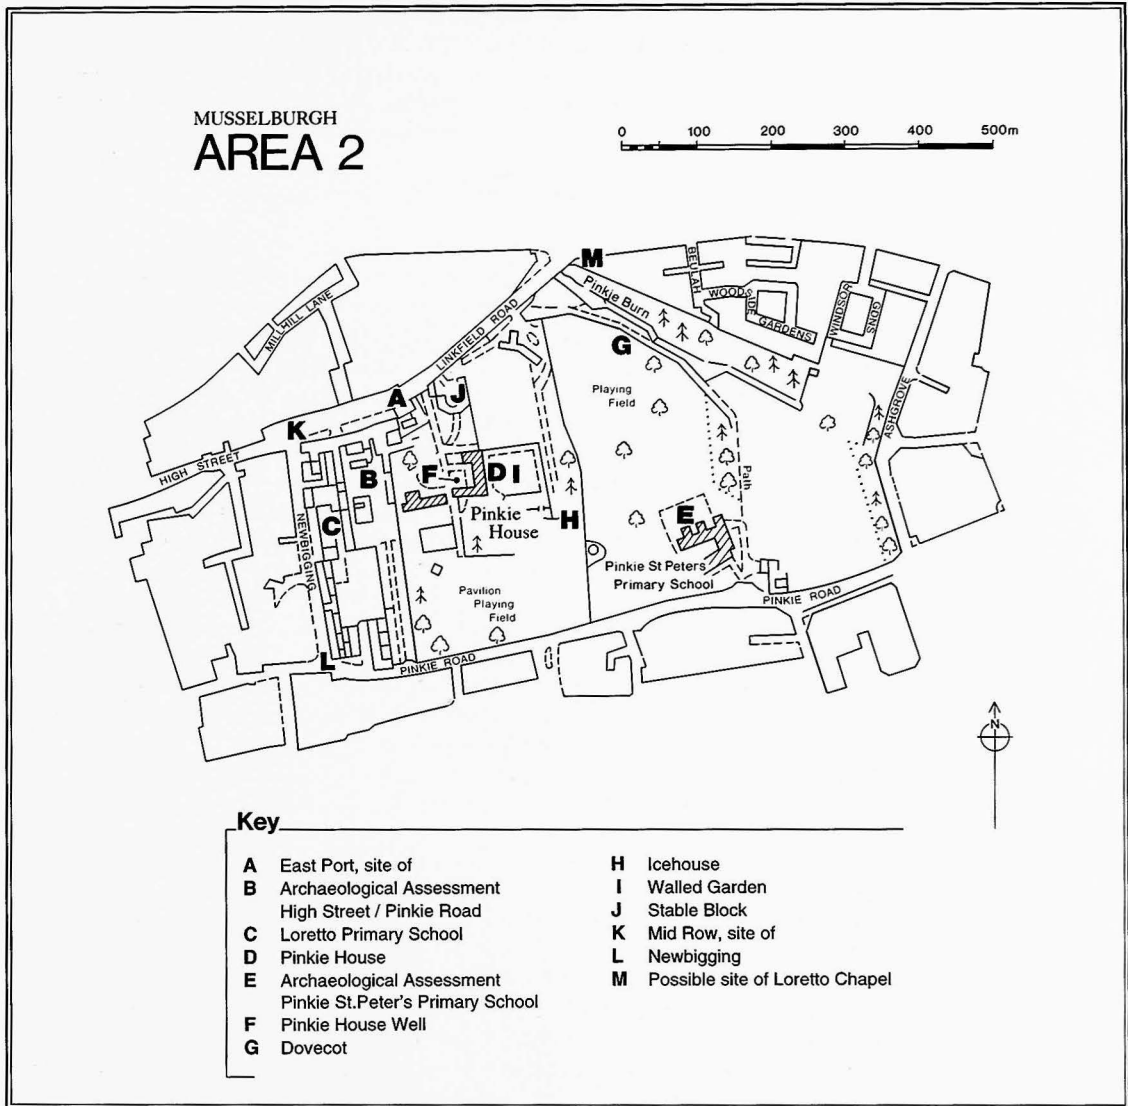 MUSSELBURGH
AREA 2
0 100 200 300 400 500m
M
BEULAH
Pinkie Burn
WOODSIDE
GARDENS
WINDSOR
GDNS
MILLHILL LANE
LINKFIELD ROAD
G
ASHGROVE
Playing
Field
A
J
K
HIGH STREET
B
F
D
I
Path
Pinkie
House
H
E
C
NEWBIGGING
Pinkie St Peters
Primary School
Pavilion
Playing
Field
PINKIE ROAD
L
PINKIE ROAD
N
Key
A East Port, site of
B Archaeological Assessment
High Street / Pinkie Road
C Loretto Primary School
D Pinkie House
E Archaeological Assessment
Pinkie St.Peter's Primary School
F Pinkie House Well
G Dovecot
H Icehouse
I Walled Garden
J Stable Block
K Mid Row, site of
L Newbigging
M Possible site of Loretto Chapel